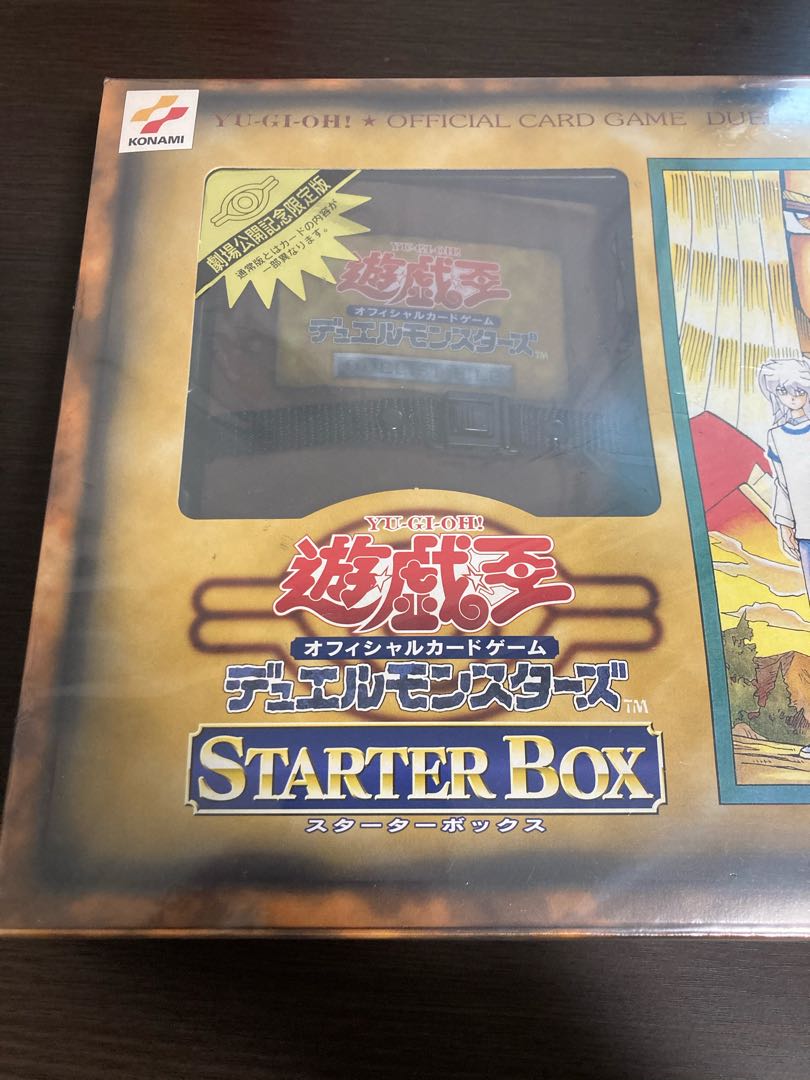 KONAMI
YU-GI-OH! ★ OFFICIAL CARD GAME DUE
劇場公開記念限定版
通常版とはカードの内容が
一部異なります。
YU-GI-OH!
遊戯王
オフィシャルカードゲーム
デュエルモンスターズ™
YU-GI-OH!
遊戯王
オフィシャルカードゲーム
デュエルモンスターズ™
STARTER BOX
スターターボックス